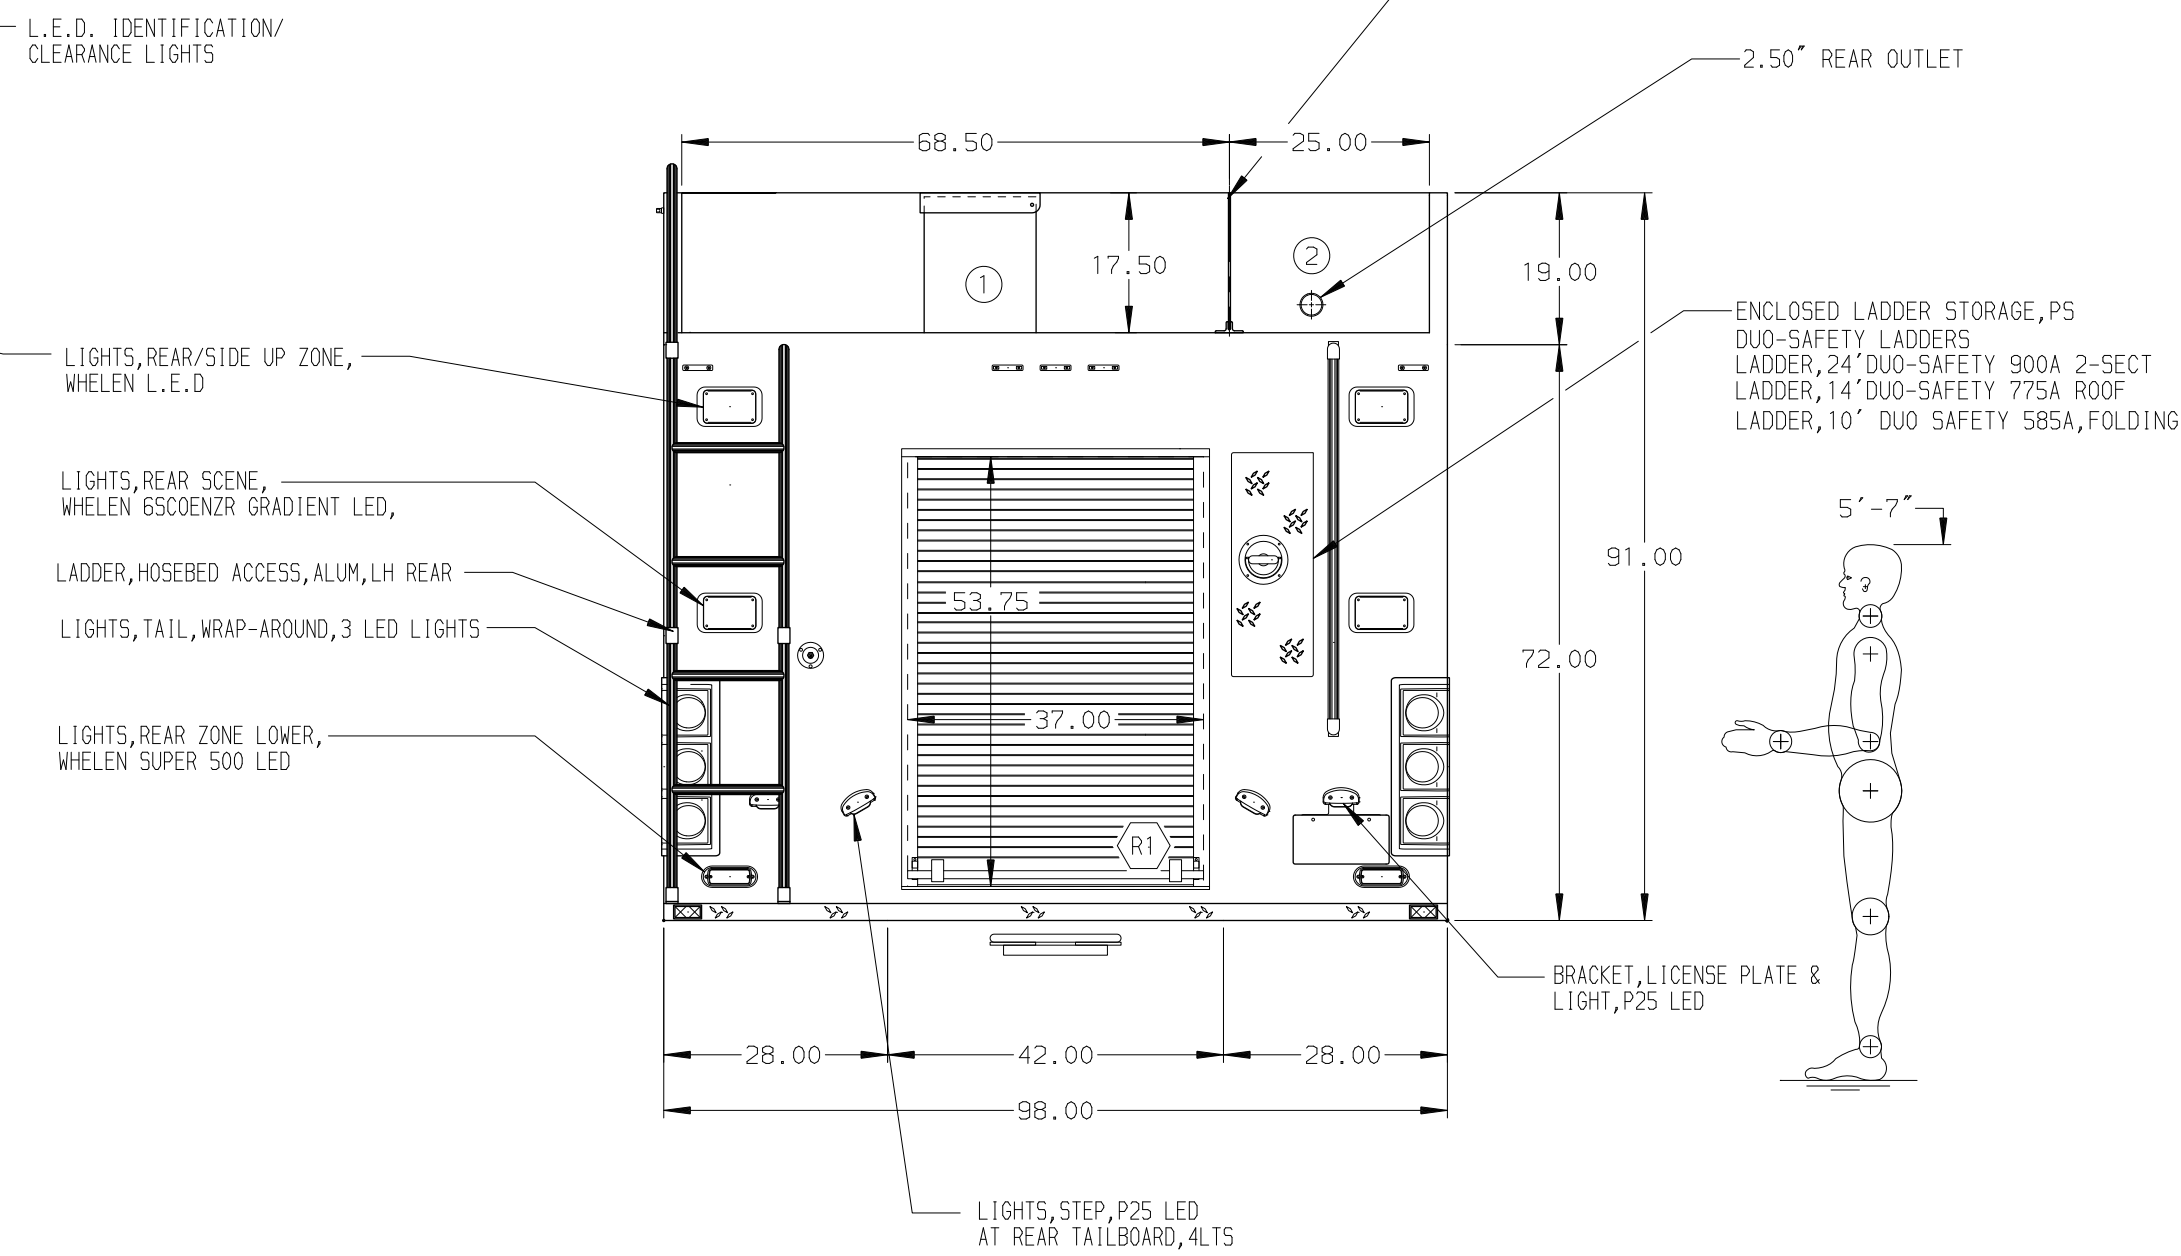 L.E.D. IDENTIFICATION/
CLEARANCE LIGHTS
2.50" REAR OUTLET
68.50
25.00
1
17.50
2
19.00
ENCLOSED LADDER STORAGE,PS
DUO-SAFETY LADDERS
LADDER,24'DUO-SAFETY 900A 2-SECT
LADDER,14'DUO-SAFETY 775A ROOF
LADDER,10' DUO SAFETY 585A,FOLDING
LIGHTS,REAR/SIDE UP ZONE,
WHELEN L.E.D
LIGHTS,REAR SCENE,
WHELEN 6SCOENZR GRADIENT LED,
LADDER,HOSEBED ACCESS,ALUM,LH REAR
LIGHTS,TAIL,WRAP-AROUND,3 LED LIGHTS
LIGHTS,REAR ZONE LOWER,
WHELEN SUPER 500 LED
53.75
37.00
R1
91.00
72.00
5'-7"
BRACKET,LICENSE PLATE &
LIGHT,P25 LED
28.00
42.00
28.00
98.00
LIGHTS,STEP,P25 LED
AT REAR TAILBOARD,4LTS